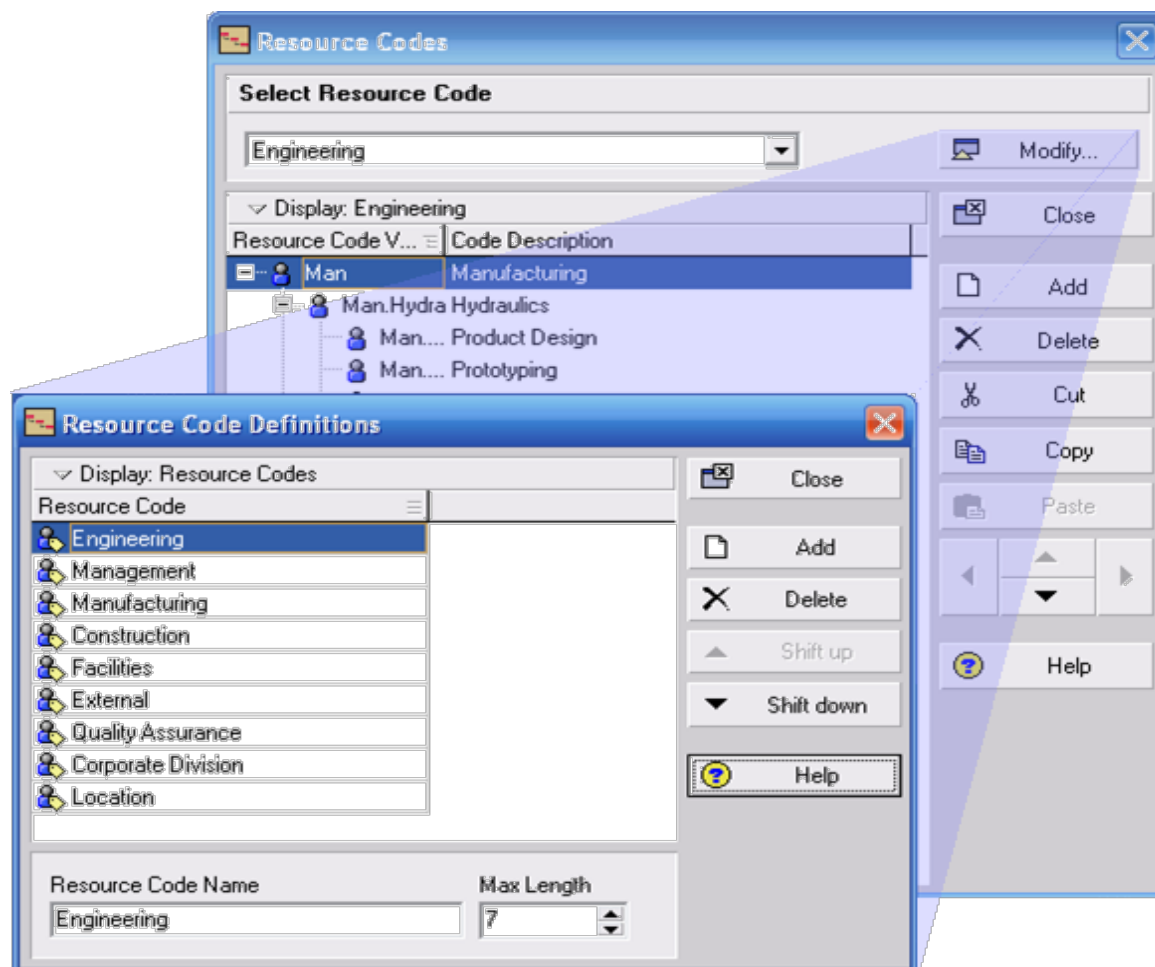 Resource Codes
Select Resource Code
Engineering
Modify...
Display: Engineering
Close
Resource Code V... Code Description
Man Manufacturing
Add
Man.Hydra Hydraulics
Man.... Product Design
Delete
Man.... Prototyping
Cut
Copy
Paste
Help
Resource Code Definitions
Display: Resource Codes
Close
Resource Code
Engineering
Add
Management
Manufacturing
Delete
Construction
Shift up
Facilities
External
Shift down
Quality Assurance
Corporate Division
Help
Location
Resource Code Name Max Length
Engineering 7